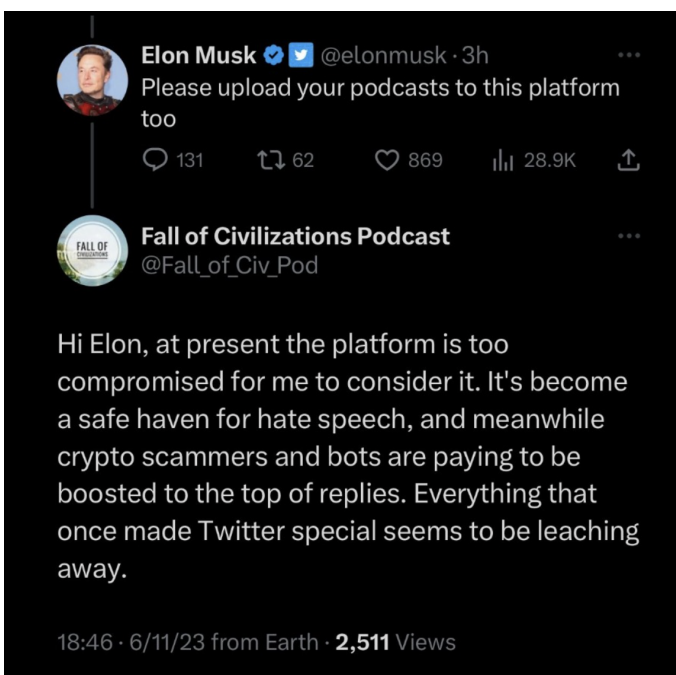 Elon Musk @elonmusk · 3h
Please upload your podcasts to this platform
too
131 62 869 28.9K
FALL OF
CIVILIZATIONS
Fall of Civilizations Podcast
@Fall_of_Civ_Pod
Hi Elon, at present the platform is too
compromised for me to consider it. It's become
a safe haven for hate speech, and meanwhile
crypto scammers and bots are paying to be
boosted to the top of replies. Everything that
once made Twitter special seems to be leaching
away.
18:46 · 6/11/23 from Earth · 2,511 Views